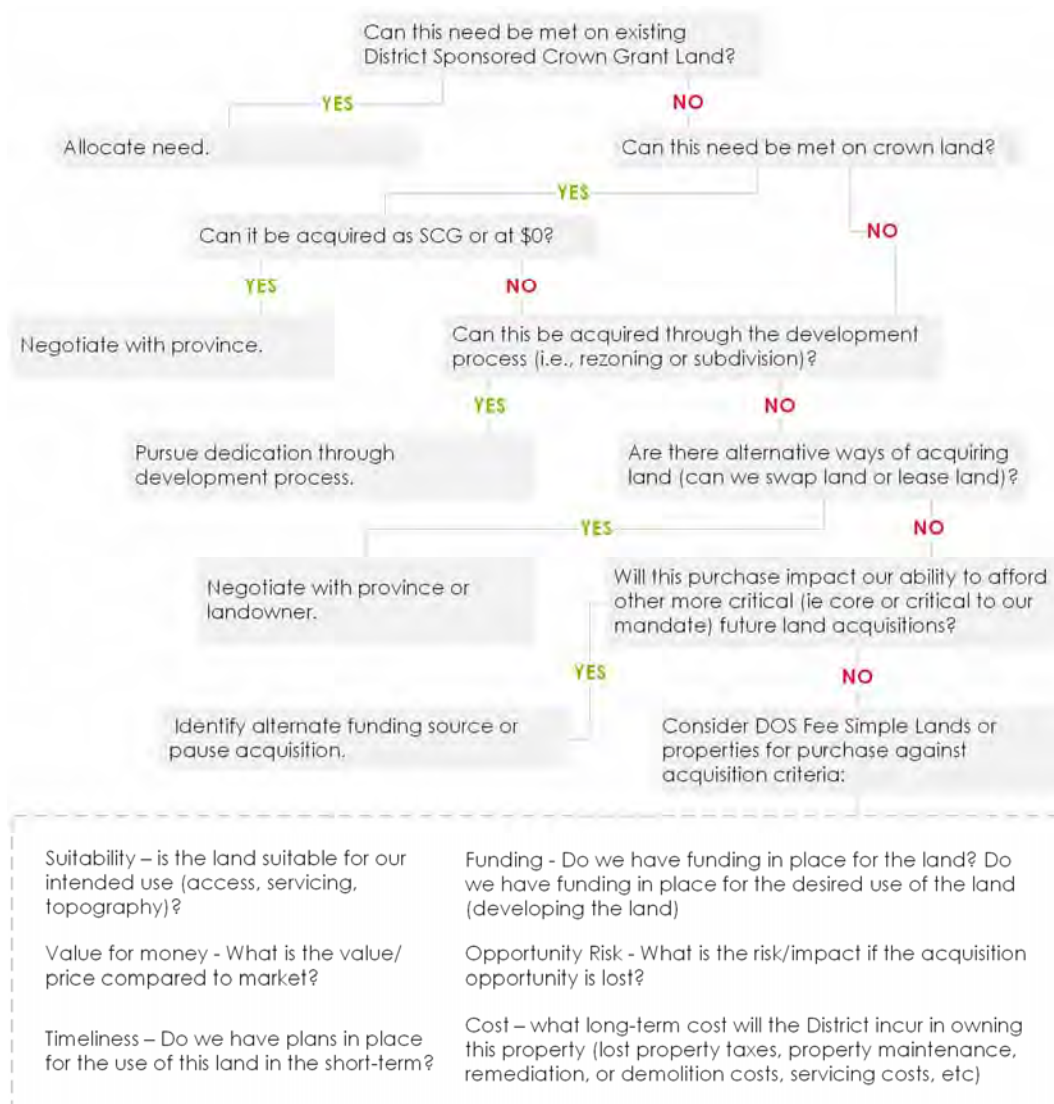 Can this need be met on existing
District Sponsored Crown Grant Land?
YES
NO
Allocate need.
Can this need be met on crown land?
YES
NO
Can it be acquired as SCG or at $0?
YES
NO
Negotiate with province.
Can this be acquired through the development
process (i.e., rezoning or subdivision)?
YES
NO
Pursue dedication through
development process.
Are there alternative ways of acquiring
land (can we swap land or lease land)?
YES
NO
Negotiate with province or
landowner.
Will this purchase impact our ability to afford
other more critical (ie core or critical to our
mandate) future land acquisitions?
YES
NO
Identify alternate funding source or
pause acquisition.
Consider DOS Fee Simple Lands or
properties for purchase against
acquisition criteria:
Suitability – is the land suitable for our
intended use (access, servicing,
topography)?
Value for money - What is the value/
price compared to market?
Timeliness – Do we have plans in place
for the use of this land in the short-term?
Funding - Do we have funding in place for the land? Do
we have funding in place for the desired use of the land
(developing the land)
Opportunity Risk - What is the risk/impact if the acquisition
opportunity is lost?
Cost – what long-term cost will the District incur in owning
this property (lost property taxes, property maintenance,
remediation, or demolition costs, servicing costs, etc)